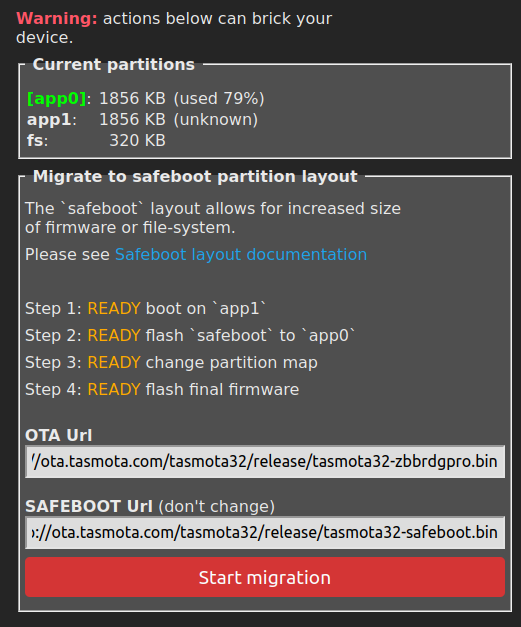 Warning: actions below can brick your
device.
Current partitions
[app0]: 1856 KB (used 79%)
app1: 1856 KB (unknown)
fs: 320 KB
Migrate to safeboot partition layout
The `safeboot` layout allows for increased size
of firmware or file-system.
Please see Safeboot layout documentation
Step 1: READY boot on `app1`
Step 2: READY flash `safeboot` to `app0`
Step 3: READY change partition map
Step 4: READY flash final firmware
OTA Url
//ota.tasmota.com/tasmota32/release/tasmota32-zbbrdgpro.bin
SAFEBOOT Url (don't change)
://ota.tasmota.com/tasmota32/release/tasmota32-safeboot.bin
Start migration